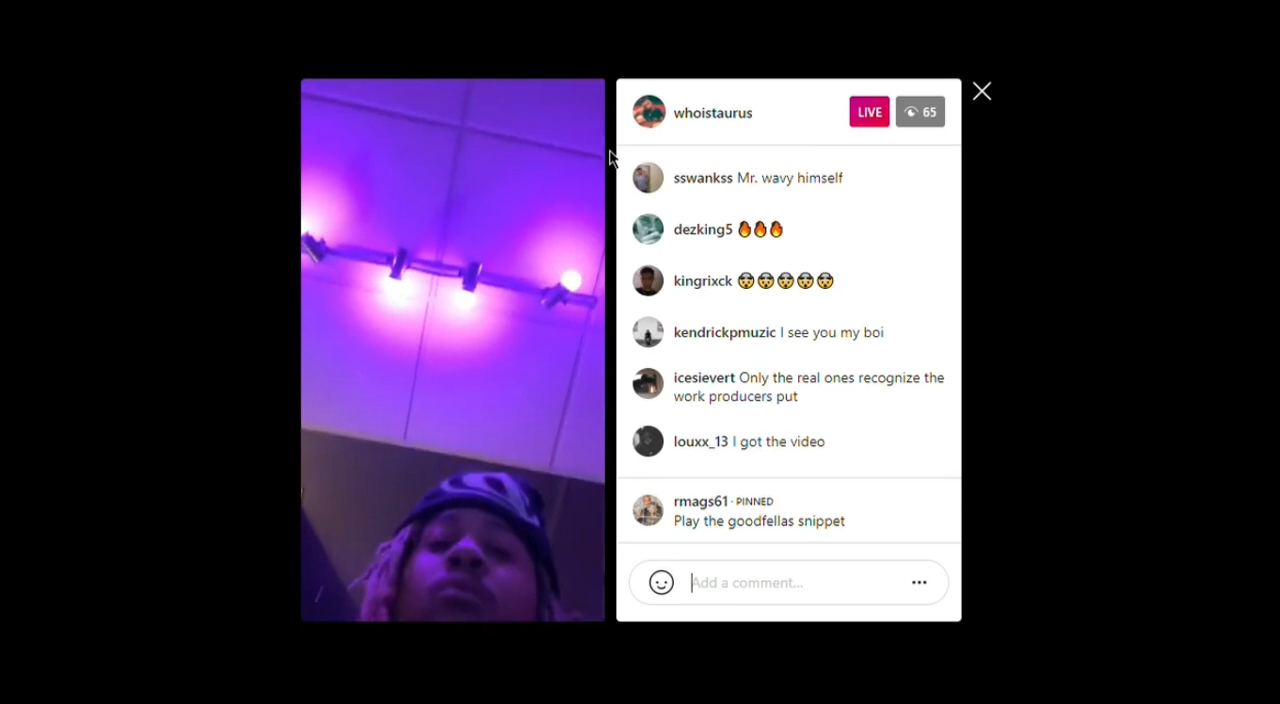 whoistaurus
LIVE
65
sswankss Mr. wavy himself
dezking5 🔥🔥🔥
kingrixck 🤯🤯🤯🤯🤯
kendrickpmuzic I see you my boi
icesievert Only the real ones recognize the
work producers put
louxx_13 I got the video
rmags61 · PINNED
Play the goodfellas snippet
Add a comment...